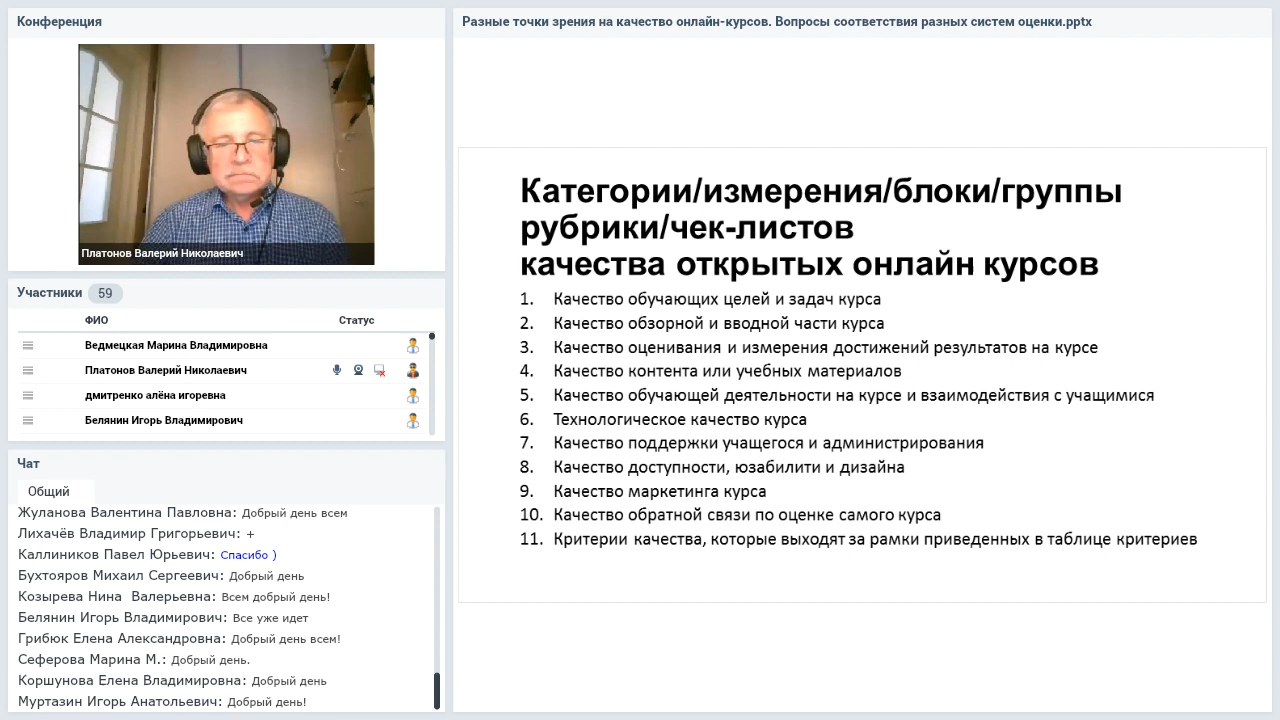 Конференция
Платонов Валерий Николаевич
Участники 59
ФИО Статус
Ведмецкая Марина Владимировна
Платонов Валерий Николаевич
дмитренко алёна игоревна
Белянин Игорь Владимирович
Чат
Общий
Жуланова Валентина Павловна: Добрый день всем
Лихачёв Владимир Григорьевич: +
Каллиников Павел Юрьевич: Спасибо )
Бухтояров Михаил Сергеевич: Добрый день
Козырева Нина Валерьевна: Всем добрый день!
Белянин Игорь Владимирович: Все уже идет
Грибюк Елена Александровна: Добрый день всем!
Сеферова Марина М.: Добрый день.
Коршунова Елена Владимировна: Добрый день
Муртазин Игорь Анатольевич: Добрый день!
Разные точки зрения на качество онлайн-курсов. Вопросы соответствия разных систем оценки.pptx
Категории/измерения/блоки/группы
рубрики/чек-листов
качества открытых онлайн курсов
1. Качество обучающих целей и задач курса
2. Качество обзорной и вводной части курса
3. Качество оценивания и измерения достижений результатов на курсе
4. Качество контента или учебных материалов
5. Качество обучающей деятельности на курсе и взаимодействия с учащимися
6. Технологическое качество курса
7. Качество поддержки учащегося и администрирования
8. Качество доступности, юзабилити и дизайна
9. Качество маркетинга курса
10. Качество обратной связи по оценке самого курса
11. Критерии качества, которые выходят за рамки приведенных в таблице критериев